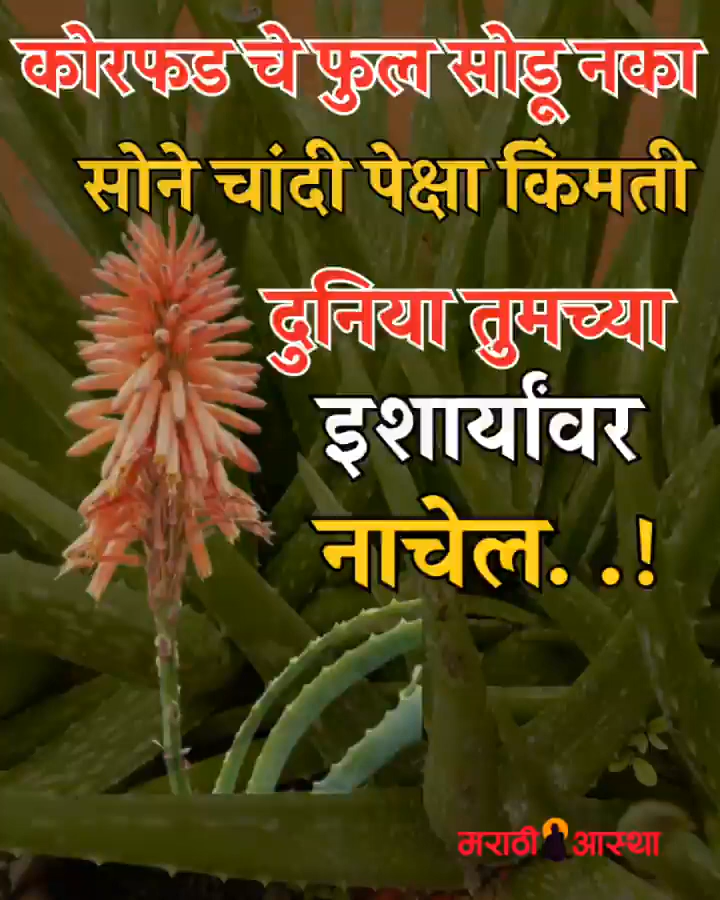 कोरफड चे फुल सोडू नका
सोने चांदी पेक्षा किंमती
दुनिया तुमच्या
इशार्यांवर
नाचेल. .!
मराठी आस्था